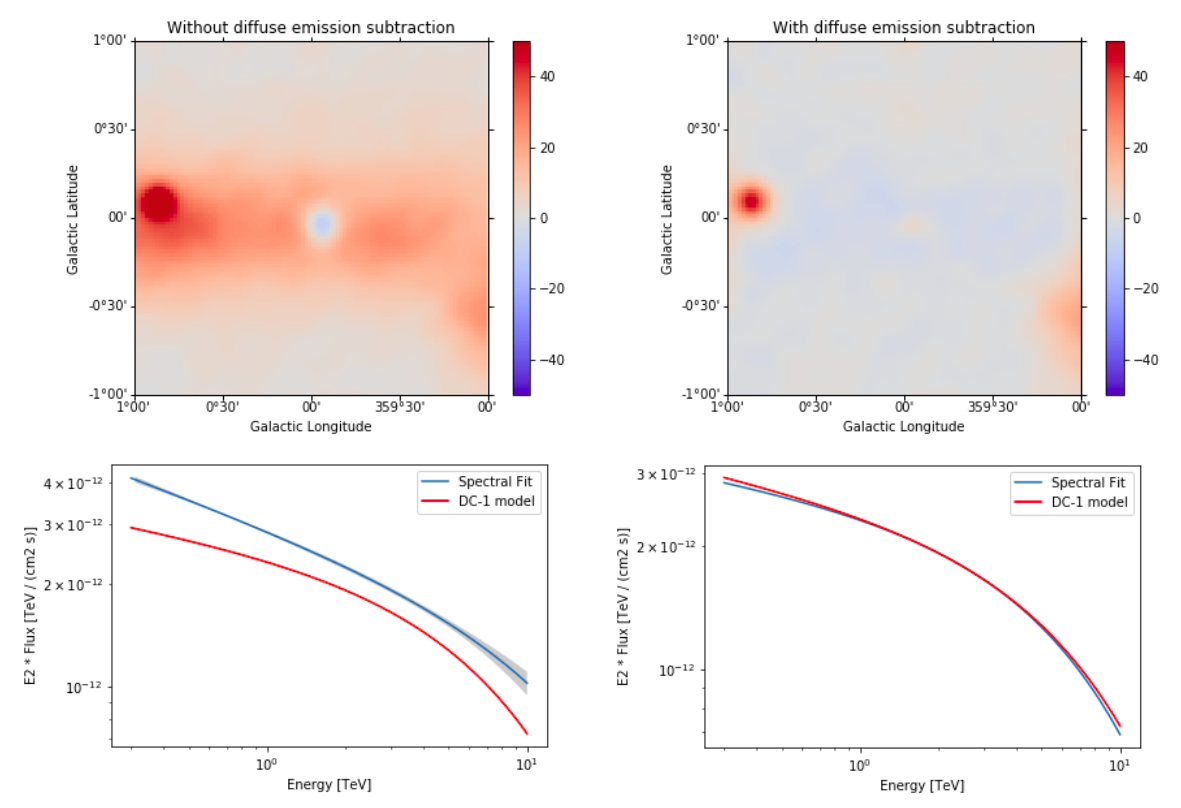 Without diffuse emission subtraction
1°00'
0°30'
00'
-0°30'
-1°00'
Galactic Latitude
1°00' 0°30' 00' 359°30' 00'
Galactic Longitude
40
20
0
−20
−40
With diffuse emission subtraction
1°00'
0°30'
00'
-0°30'
-1°00'
Galactic Latitude
1°00' 0°30' 00' 359°30' 00'
Galactic Longitude
40
20
0
−20
−40
4 × 10⁻¹²
3 × 10⁻¹²
2 × 10⁻¹²
10⁻¹²
E2 * Flux [TeV / (cm2 s)]
Spectral Fit
DC-1 model
10⁰ 10¹
Energy [TeV]
3 × 10⁻¹²
2 × 10⁻¹²
10⁻¹²
E2 * Flux [TeV / (cm2 s)]
Spectral Fit
DC-1 model
10⁰ 10¹
Energy [TeV]